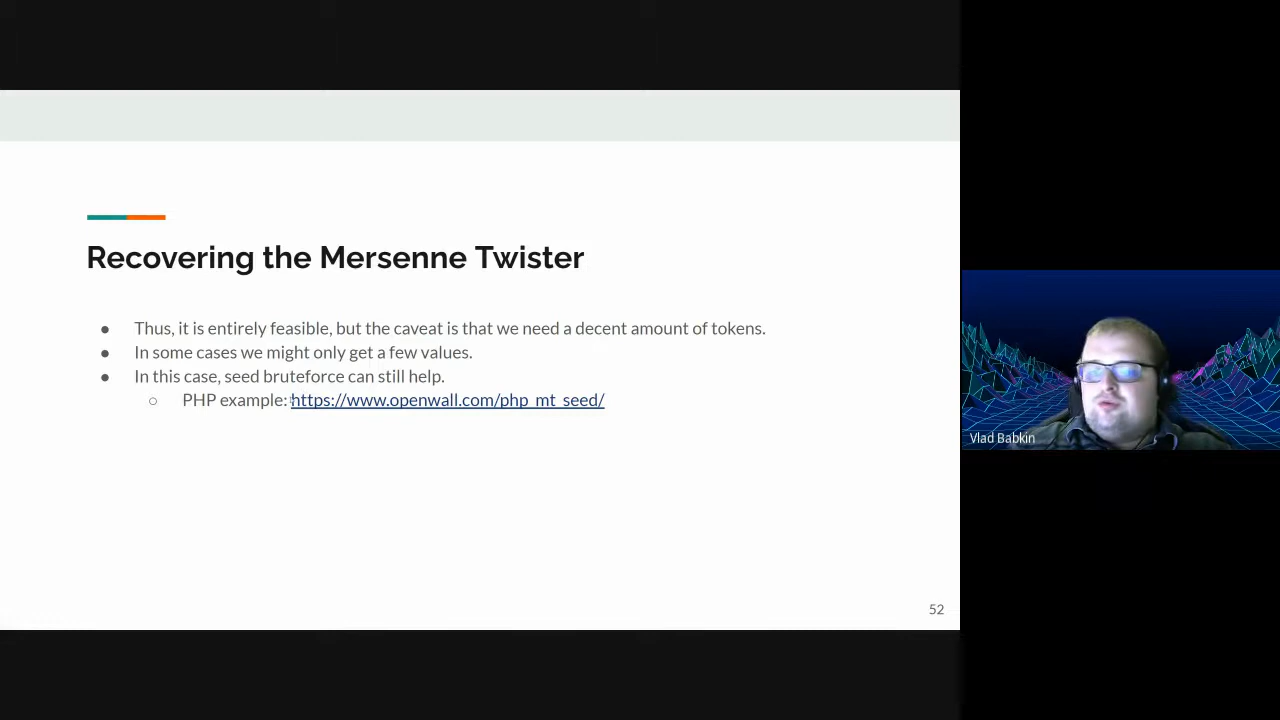 Recovering the Mersenne Twister
● Thus, it is entirely feasible, but the caveat is that we need a decent amount of tokens.
● In some cases we might only get a few values.
● In this case, seed bruteforce can still help.
○ PHP example: https://www.openwall.com/php_mt_seed/
52
Vlad Babkin